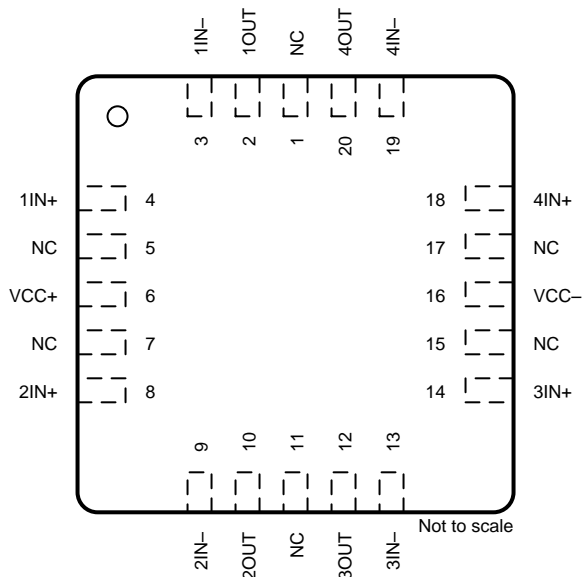 1IN– 1OUT NC 4OUT 4IN–
3 2 1 20 19
1IN+ 4 18 4IN+
NC 5 17 NC
VCC+ 6 16 VCC–
NC 7 15 NC
2IN+ 8 14 3IN+
9 10 11 12 13
Not to scale
2IN– 2OUT NC 3OUT 3IN–